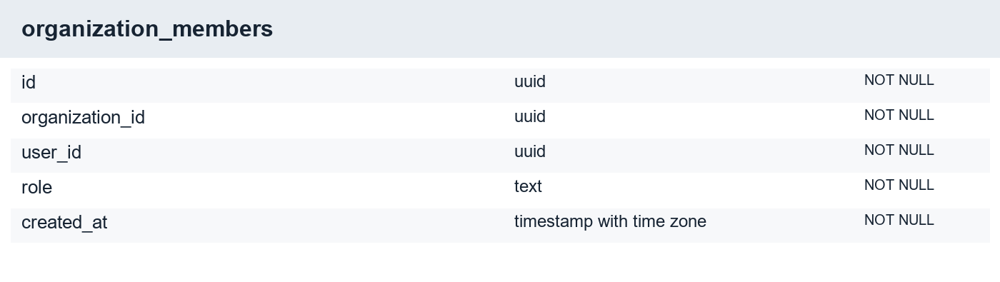 organization_members
id uuid NOT NULL
organization_id uuid NOT NULL
user_id uuid NOT NULL
role text NOT NULL
created_at timestamp with time zone NOT NULL